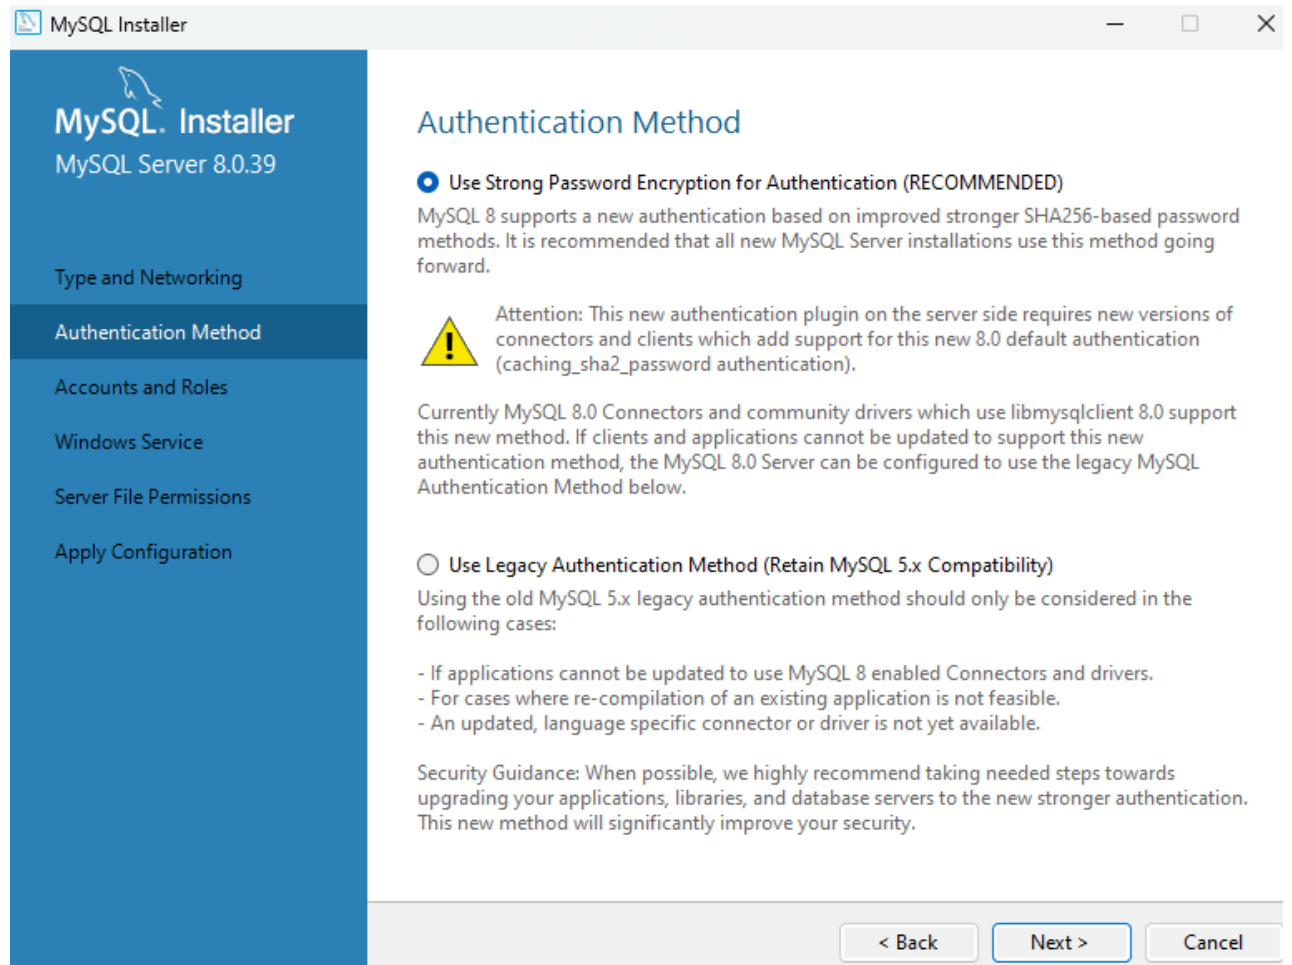 MySQL Installer
MySQL. Installer
MySQL Server 8.0.39
Type and Networking
Authentication Method
Accounts and Roles
Windows Service
Server File Permissions
Apply Configuration
Authentication Method
Use Strong Password Encryption for Authentication (RECOMMENDED)
MySQL 8 supports a new authentication based on improved stronger SHA256-based password
methods. It is recommended that all new MySQL Server installations use this method going
forward.
Attention: This new authentication plugin on the server side requires new versions of
connectors and clients which add support for this new 8.0 default authentication
(caching_sha2_password authentication).
Currently MySQL 8.0 Connectors and community drivers which use libmysqlclient 8.0 support
this new method. If clients and applications cannot be updated to support this new
authentication method, the MySQL 8.0 Server can be configured to use the legacy MySQL
Authentication Method below.
Use Legacy Authentication Method (Retain MySQL 5.x Compatibility)
Using the old MySQL 5.x legacy authentication method should only be considered in the
following cases:
- If applications cannot be updated to use MySQL 8 enabled Connectors and drivers.
- For cases where re-compilation of an existing application is not feasible.
- An updated, language specific connector or driver is not yet available.
Security Guidance: When possible, we highly recommend taking needed steps towards
upgrading your applications, libraries, and database servers to the new stronger authentication.
This new method will significantly improve your security.
< Back
Next >
Cancel